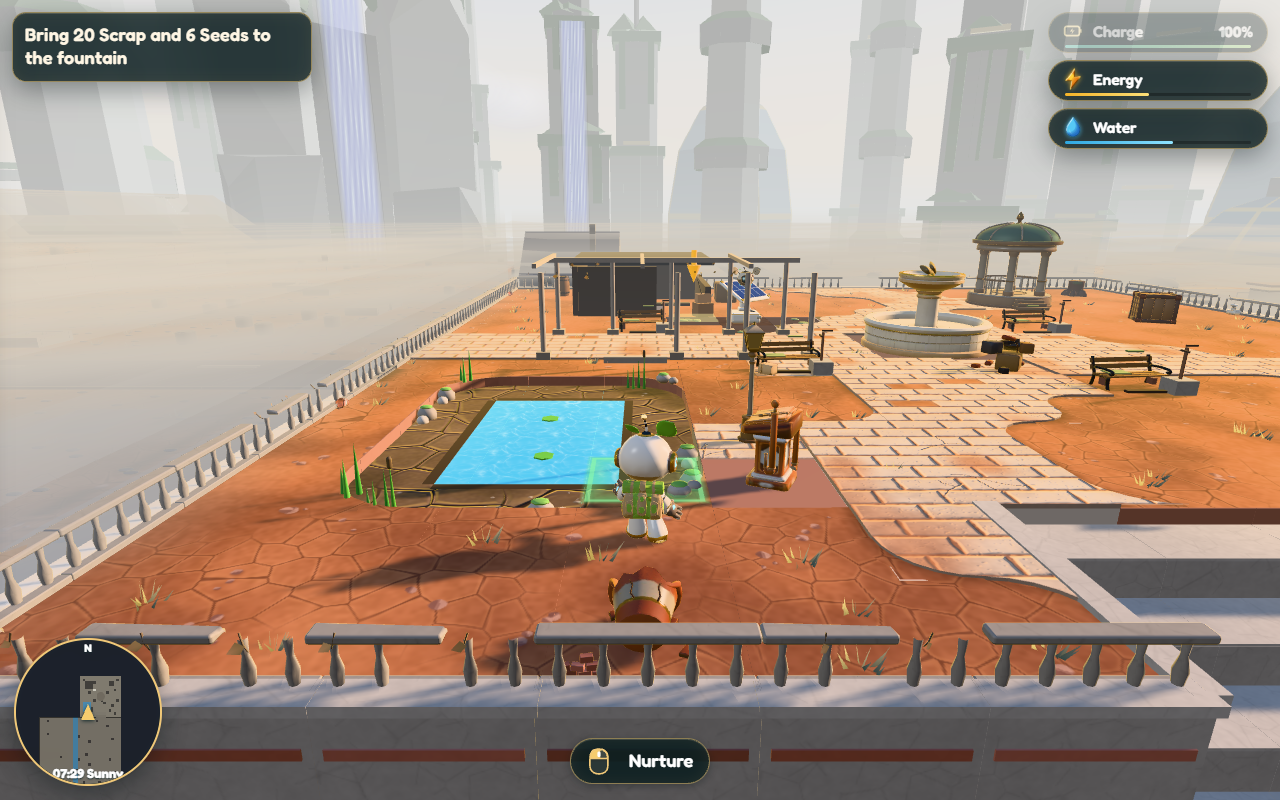 Bring 20 Scrap and 6 Seeds to
the fountain
Charge 100%
Energy
Water
N
07:29 Sunny
Nurture